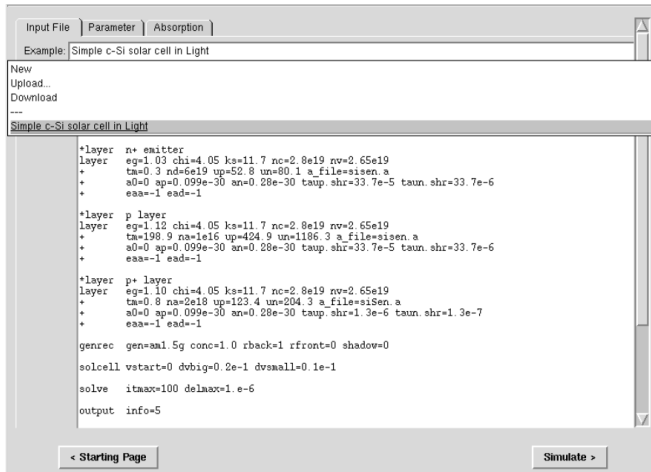 Input File Parameter Absorption
Example: Simple c-Si solar cell in Light
New
Upload...
Download
---
Simple c-Si solar cell in Light
*layer n+ emitter
layer eg=1.03 chi=4.05 ks=11.7 nc=2.8e19 nv=2.65e19
+ tm=0.3 nd=6e19 up=52.8 un=80.1 a_file=sisen.a
+ a0=0 ap=0.099e-30 an=0.28e-30 taup.shr=33.7e-5 taun.shr=33.7e-6
+ eaa=-1 ead=-1
*layer p layer
layer eg=1.12 chi=4.05 ks=11.7 nc=2.8e19 nv=2.65e19
+ tm=198.9 na=1e16 up=424.9 un=1186.3 a_file=sisen.a
+ a0=0 ap=0.099e-30 an=0.28e-30 taup.shr=33.7e-5 taun.shr=33.7e-6
+ eaa=-1 ead=-1
*layer p+ layer
layer eg=1.10 chi=4.05 ks=11.7 nc=2.8e19 nv=2.65e19
+ tm=0.8 na=2e18 up=123.4 un=204.3 a_file=siSen.a
+ a0=0 ap=0.099e-30 an=0.28e-30 taup.shr=1.3e-6 taun.shr=1.3e-7
+ eaa=-1 ead=-1
genrec gen=am1.5g conc=1.0 rback=1 rfront=0 shadow=0
solcell vstart=0 dvbig=0.2e-1 dvsmall=0.1e-1
solve itmax=100 delmax=1.e-6
output info=5
< Starting Page Simulate >